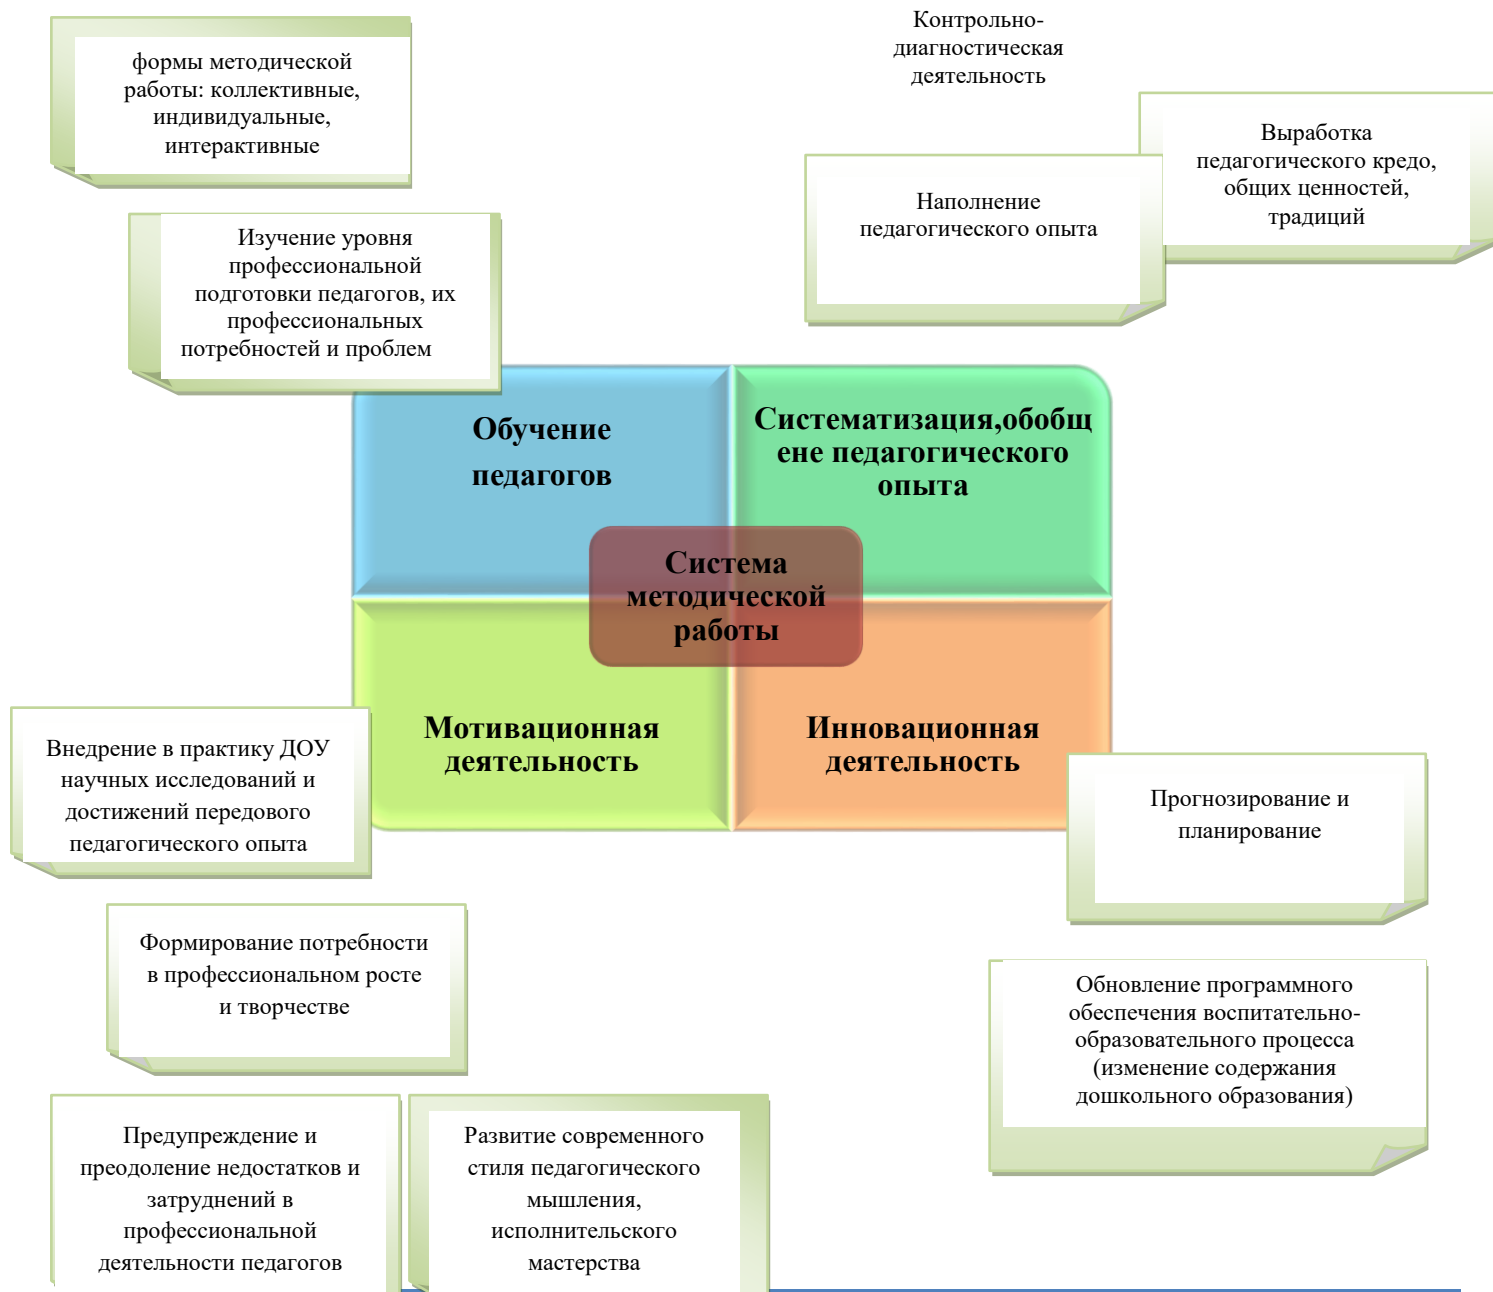 формы методической
работы: коллективные,
индивидуальные,
интерактивные
Контрольно-
диагностическая
деятельность
Выработка
педагогического кредо,
общих ценностей,
традиций
Наполнение
педагогического опыта
Изучение уровня
профессиональной
подготовки педагогов, их
профессиональных
потребностей и проблем
Обучение
педагогов
Систематизация,обобщ
ене педагогического
опыта
Система
методической
работы
Мотивационная
деятельность
Инновационная
деятельность
Внедрение в практику ДОУ
научных исследований и
достижений передового
педагогического опыта
Прогнозирование и
планирование
Формирование потребности
в профессиональном росте
и творчестве
Обновление программного
обеспечения воспитательно-
образовательного процесса
(изменение содержания
дошкольного образования)
Предупреждение и
преодоление недостатков и
затруднений в
профессиональной
деятельности педагогов
Развитие современного
стиля педагогического
мышления,
исполнительского
мастерства